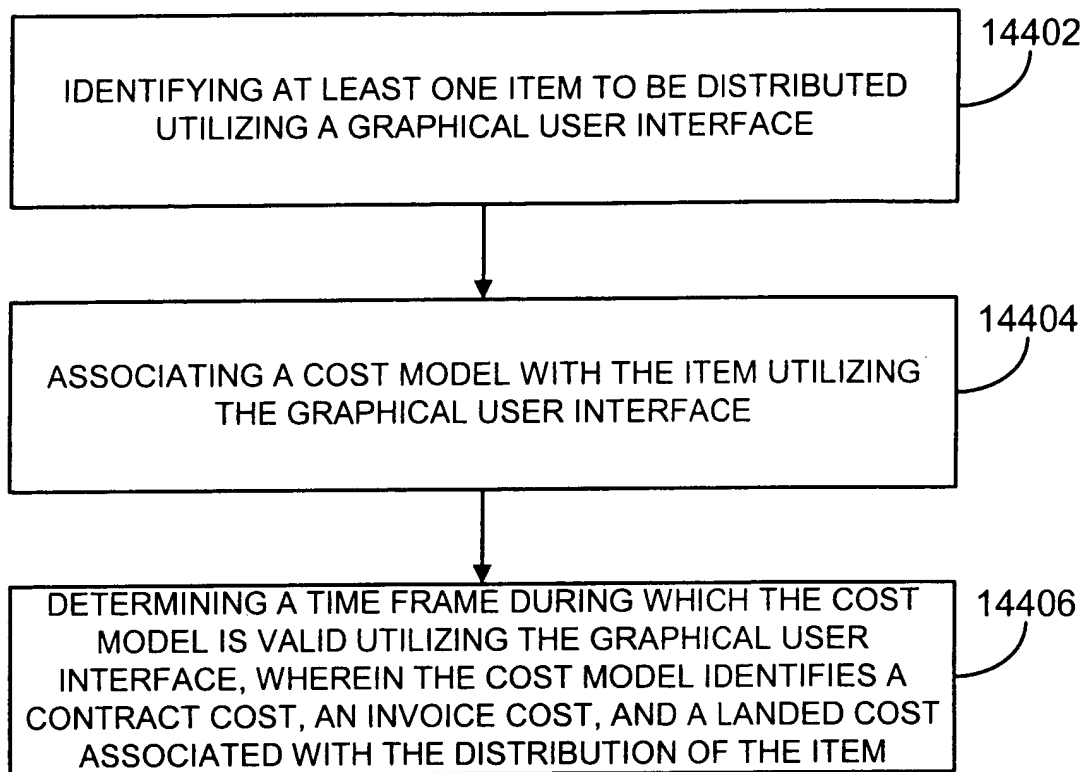 14402
IDENTIFYING AT LEAST ONE ITEM TO BE DISTRIBUTED
UTILIZING A GRAPHICAL USER INTERFACE
14404
ASSOCIATING A COST MODEL WITH THE ITEM UTILIZING
THE GRAPHICAL USER INTERFACE
14406
DETERMINING A TIME FRAME DURING WHICH THE COST
MODEL IS VALID UTILIZING THE GRAPHICAL USER
INTERFACE, WHEREIN THE COST MODEL IDENTIFIES A
CONTRACT COST, AN INVOICE COST, AND A LANDED COST
ASSOCIATED WITH THE DISTRIBUTION OF THE ITEM